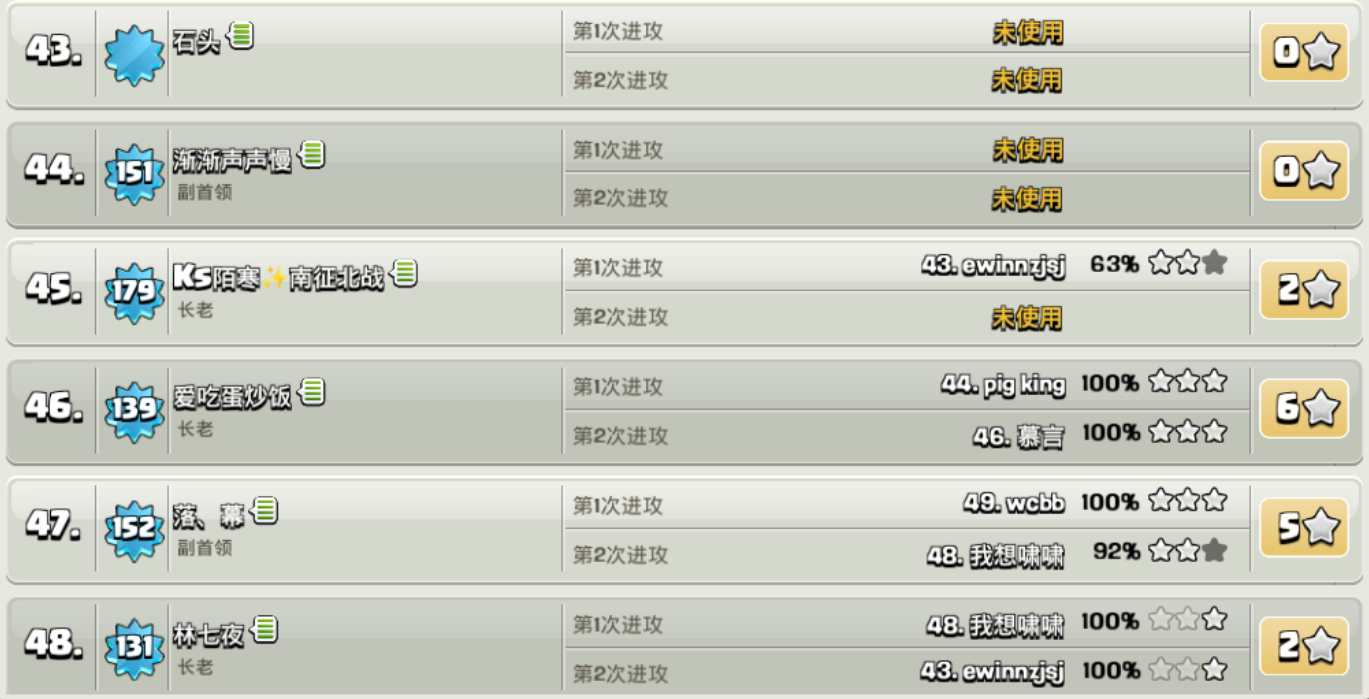 43. 石头 第1次进攻 未使用 0
第2次进攻 未使用
44. 151 渐渐声声慢 第1次进攻 未使用 0
副首领 第2次进攻 未使用
45. 179 Ks陌寒✨南征北战 第1次进攻 43. ewinnzjsj 63% 2
长老 第2次进攻 未使用
46. 139 爱吃蛋炒饭 第1次进攻 44. pig king 100% 6
长老 第2次进攻 46. 慕言 100%
47. 152 落、幕 第1次进攻 49. wcbb 100% 5
副首领 第2次进攻 48. 我想啸啸 92%
48. 131 林七夜 第1次进攻 48. 我想啸啸 100% 2
长老 第2次进攻 43. ewinnzjsj 100%